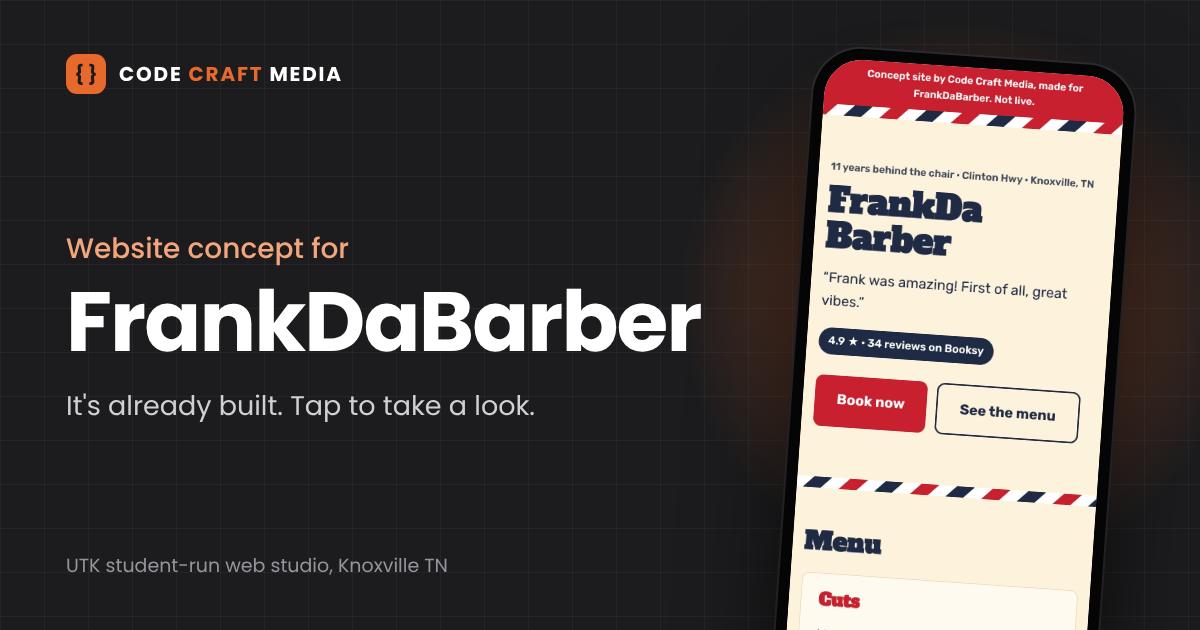 { } CODE CRAFT MEDIA
Website concept for
FrankDaBarber
It's already built. Tap to take a look.
UTK student-run web studio, Knoxville TN
Concept site by Code Craft Media, made for
FrankDaBarber. Not live.
11 years behind the chair · Clinton Hwy · Knoxville, TN
FrankDa
Barber
“Frank was amazing! First of all, great
vibes.”
4.9 ★ · 34 reviews on Booksy
Book now
See the menu
Menu
Cuts